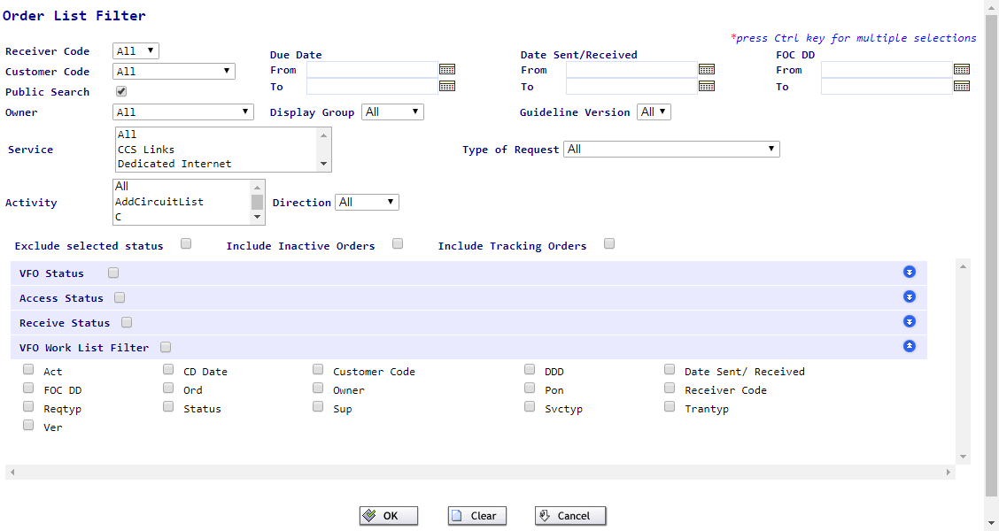 Order List Filter
*press Ctrl key for multiple selections
Receiver Code All Due Date Date Sent/Received FOC DD
Customer Code All From From From
Public Search To To To
Owner All Display Group All Guideline Version All
Service All Type of Request All
CCS Links
Dedicated Internet
Activity All Direction All
AddCircuitList
C
Exclude selected status Include Inactive Orders Include Tracking Orders
VFO Status
Access Status
Receive Status
VFO Work List Filter
Act CD Date Customer Code DDD Date Sent/ Received
FOC DD Ord Owner Pon Receiver Code
Reqtyp Status Sup Svctyp Trantyp
Ver
OK Clear Cancel